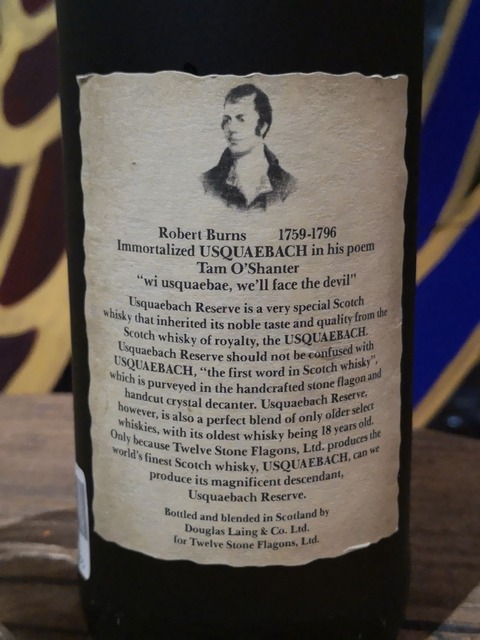 Robert Burns 1759-1796
Immortalized USQUAEBACH in his poem
Tam O'Shanter
"wi usquaebae, we'll face the devil"
Usquaebach Reserve is a very special Scotch
whisky that inherited its noble taste and quality from the
Scotch whisky of royalty, the USQUAEBACH.
Usquaebach Reserve should not be confused with
USQUAEBACH, "the first word in Scotch whisky",
which is purveyed in the handcrafted stone flagon and
handcut crystal decanter. Usquaebach Reserve,
however, is also a perfect blend of only older select
whiskies, with its oldest whisky being 18 years old.
Only because Twelve Stone Flagons, Ltd. produces the
world's finest Scotch whisky, USQUAEBACH, can we
produce its magnificent descendant,
Usquaebach Reserve.
Bottled and blended in Scotland by
Douglas Laing & Co. Ltd.
for Twelve Stone Flagons, Ltd.